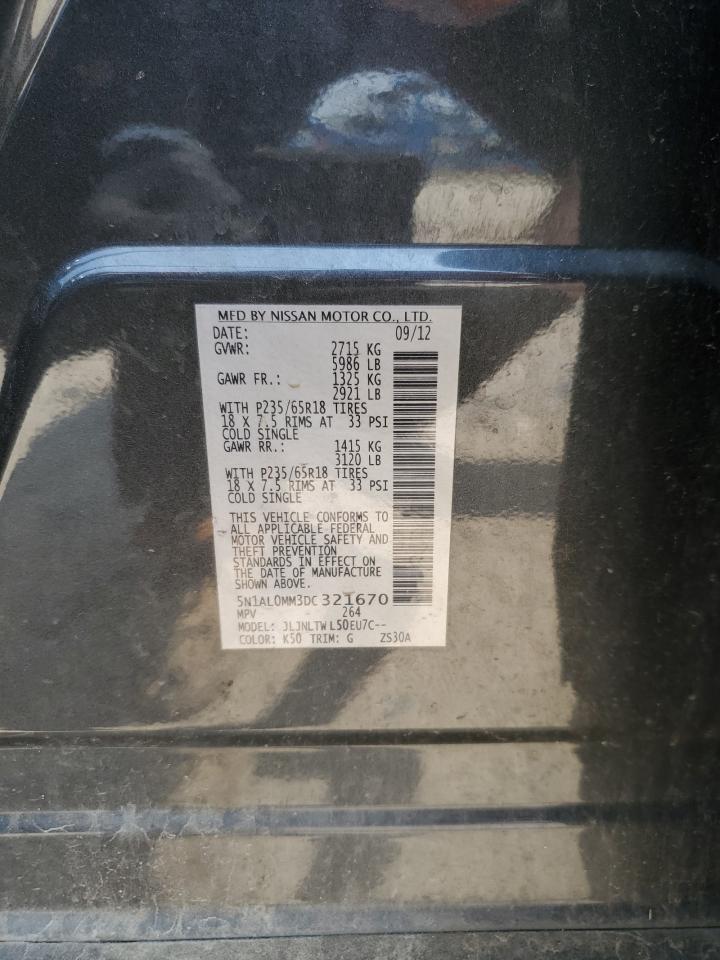 MFD BY NISSAN MOTOR CO., LTD.
DATE: 09/12
GVWR: 2715 KG
5986 LB
GAWR FR.: 1325 KG
2921 LB
WITH P235/65R18 TIRES
18 X 7.5 RIMS AT 33 PSI
COLD SINGLE
GAWR RR.: 1415 KG
3120 LB
WITH P235/65R18 TIRES
18 X 7.5 RIMS AT 33 PSI
COLD SINGLE
THIS VEHICLE CONFORMS TO
ALL APPLICABLE FEDERAL
MOTOR VEHICLE SAFETY AND
THEFT PREVENTION
STANDARDS IN EFFECT ON
THE DATE OF MANUFACTURE
SHOWN ABOVE.
5N1AL0MM3DC321670
MPV 264
MODEL: JLJNLTWL50EU7C--
COLOR: K50 TRIM: G ZS30A